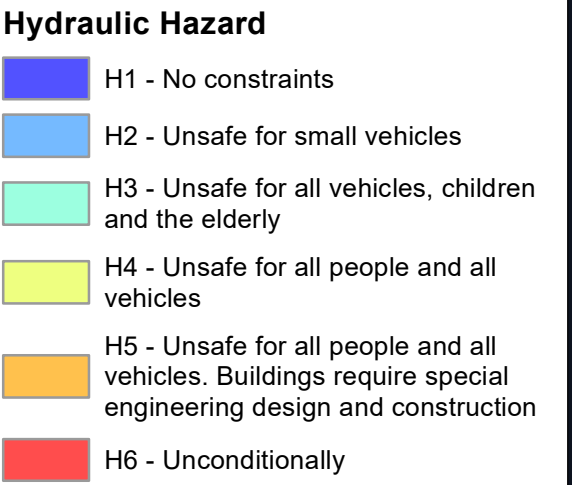 Hydraulic Hazard
H1 - No constraints
H2 - Unsafe for small vehicles
H3 - Unsafe for all vehicles, children
and the elderly
H4 - Unsafe for all people and all
vehicles
H5 - Unsafe for all people and all
vehicles. Buildings require special
engineering design and construction
H6 - Unconditionally